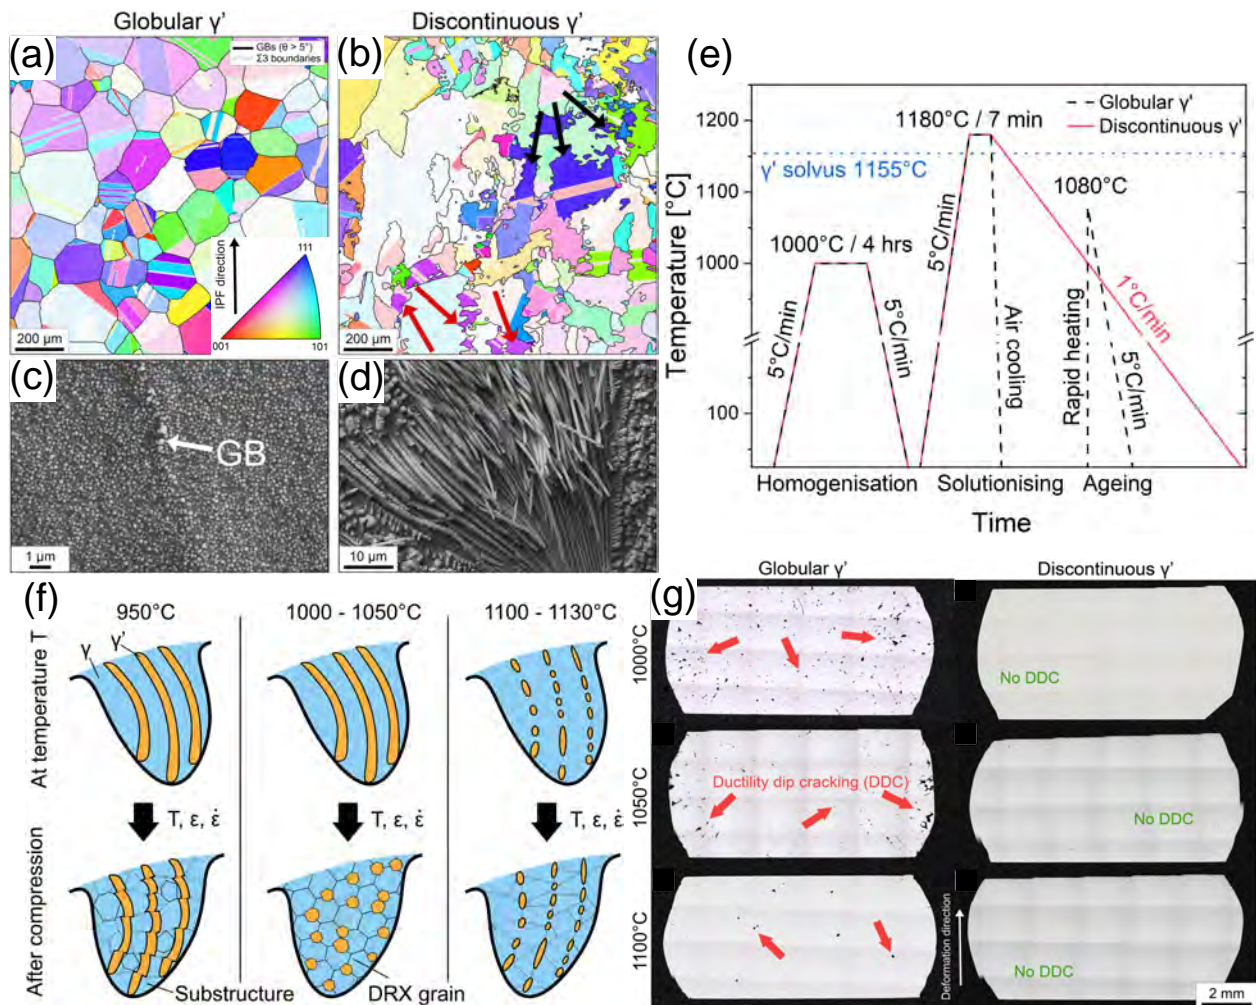 Globular γ'
Discontinuous γ'
(a)
GBs (θ > 5°)
Σ3 boundaries
IPF direction
111
001
101
200 µm
(b)
200 µm
(c)
GB
1 µm
(d)
10 µm
(e)
Temperature [°C]
1200
1100
1000
100
Globular γ'
Discontinuous γ'
1180°C / 7 min
γ' solvus 1155°C
1080°C
1000°C / 4 hrs
5°C/min
5°C/min
5°C/min
Air cooling
Rapid heating
5°C/min
1°C/min
Homogenisation
Solutionising
Ageing
Time
(f)
950°C
1000 - 1050°C
1100 - 1130°C
At temperature T
γ
γ'
T, ε, ε̇
T, ε, ε̇
T, ε, ε̇
After compression
Substructure
DRX grain
(g)
Globular γ'
Discontinuous γ'
1000°C
No DDC
1050°C
Ductility dip cracking (DDC)
No DDC
1100°C
Deformation direction
No DDC
2 mm